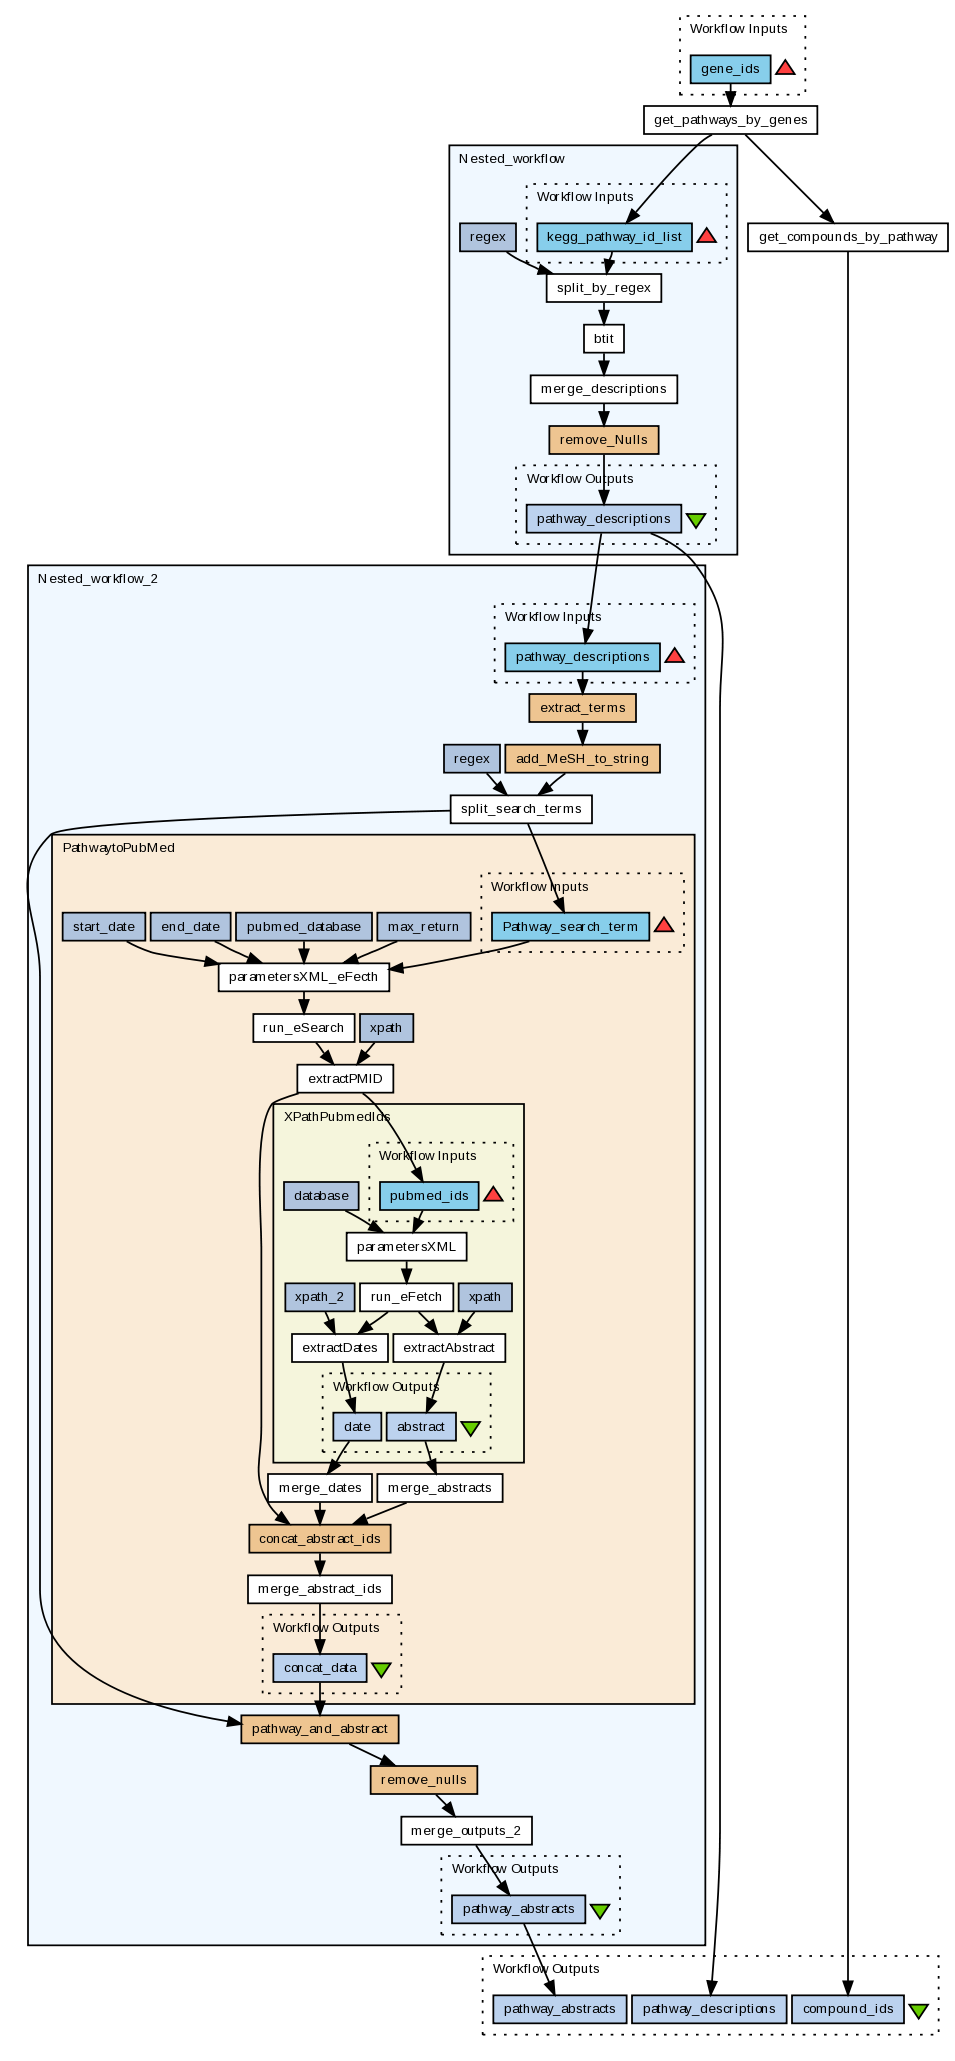 Workflow Inputs
gene_ids
get_pathways_by_genes
Nested_workflow
Workflow Inputs
regex
kegg_pathway_id_list
get_compounds_by_pathway
split_by_regex
btit
merge_descriptions
remove_Nulls
Workflow Outputs
pathway_descriptions
Nested_workflow_2
Workflow Inputs
pathway_descriptions
extract_terms
regex
add_MeSH_to_string
split_search_terms
PathwaytoPubMed
Workflow Inputs
start_date
end_date
pubmed_database
max_return
Pathway_search_term
parametersXML_eFecth
run_eSearch
xpath
extractPMID
XPathPubmedIds
Workflow Inputs
database
pubmed_ids
parametersXML
xpath_2
run_eFetch
xpath
extractDates
extractAbstract
Workflow Outputs
date
abstract
merge_dates
merge_abstracts
concat_abstract_ids
merge_abstract_ids
Workflow Outputs
concat_data
pathway_and_abstract
remove_nulls
merge_outputs_2
Workflow Outputs
pathway_abstracts
Workflow Outputs
pathway_abstracts
pathway_descriptions
compound_ids